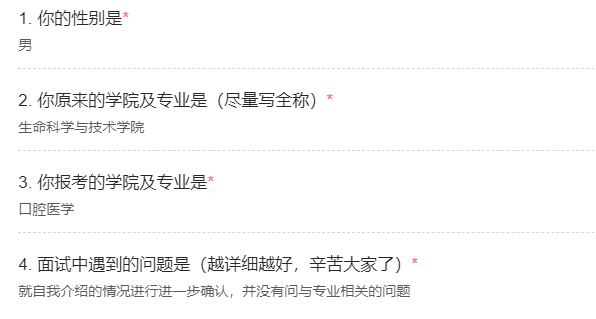 1. 你的性别是*
男
2. 你原来的学院及专业是（尽量写全称）*
生命科学与技术学院
3. 你报考的学院及专业是*
口腔医学
4. 面试中遇到的问题是（越详细越好，辛苦大家了）*
就自我介绍的情况进行进一步确认，并没有问与专业相关的问题